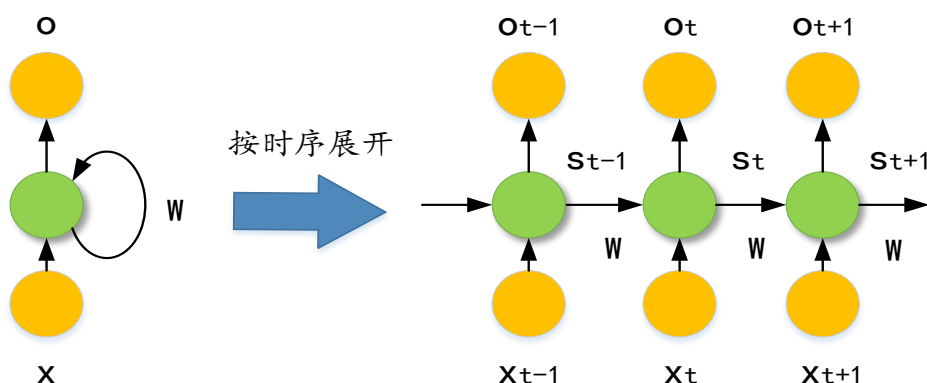 O
W
X
按时序展开
Ot-1 Ot Ot+1
St-1 St St+1
W W W
Xt-1 Xt Xt+1